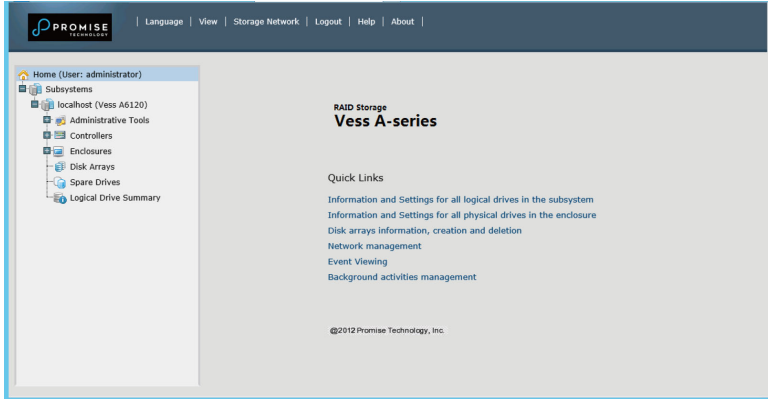 PROMISE
TECHNOLOGY
| Language | View | Storage Network | Logout | Help | About |
Home (User: administrator)
Subsystems
localhost (Vess A6120)
Administrative Tools
Controllers
Enclosures
Disk Arrays
Spare Drives
Logical Drive Summary
RAID Storage
Vess A-series
Quick Links
Information and Settings for all logical drives in the subsystem
Information and Settings for all physical drives in the enclosure
Disk arrays information, creation and deletion
Network management
Event Viewing
Background activities management
@2012 Promise Technology, Inc.